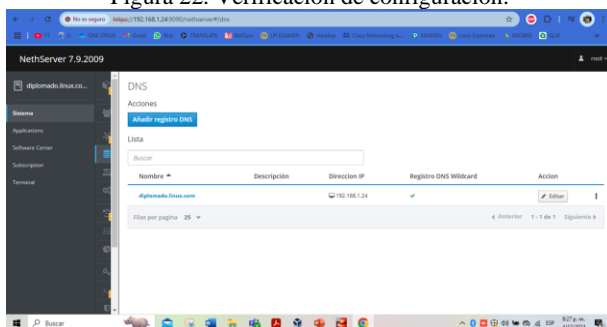 Figura 22. Verificación de configuración.
No es seguro https://192.168.1.24:9090/nethserver#/dns
NethServer 7.9.2009
root
diplomado.linux.co...
Sistema
Applications
Software Center
Subscription
Terminal
DNS
Acciones
Añadir registro DNS
Lista
Buscar
Nombre Descripción Direccion IP Registro DNS Wildcard Accion
diplomado.linux.com 192.168.1.24 Editar
Filas por pagina 25 Anterior 1 - 1 de 1 Siguiente
Buscar
ESP 8:27 p. m.